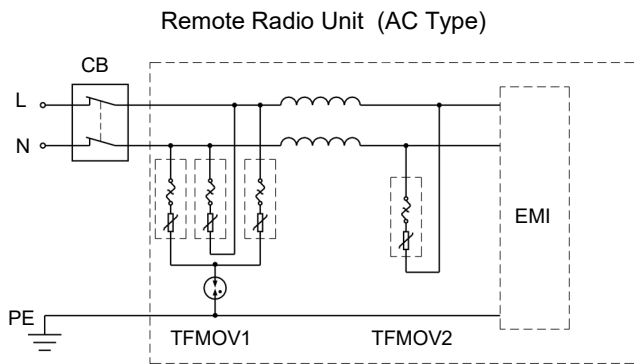 Remote Radio Unit (AC Type)
CB
L
N
EMI
PE
TFMOV1
TFMOV2